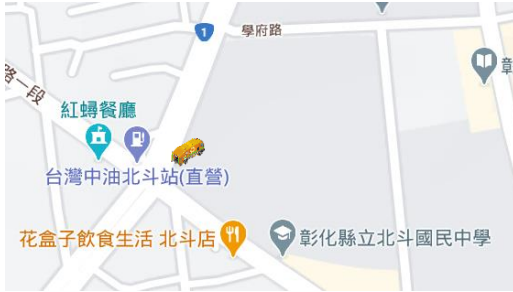 1
學府路
彰
路一段
紅蟳餐廳
台灣中油北斗站(直營)
花盒子飲食生活 北斗店
彰化縣立北斗國民中學